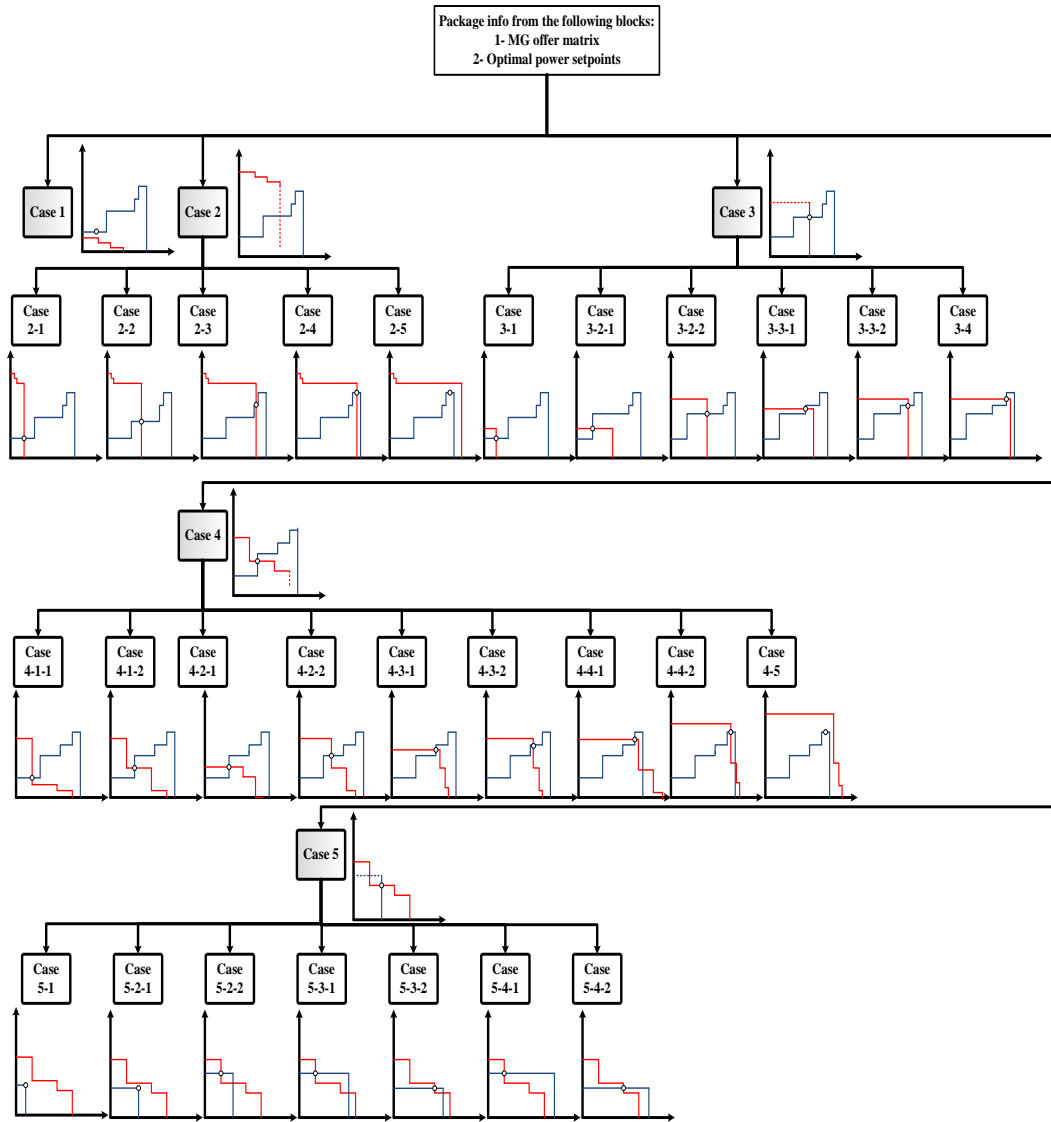 Package info from the following blocks:
1- MG offer matrix
2- Optimal power setpoints
Case 1
Case 2
Case 3
Case
2-1
Case
2-2
Case
2-3
Case
2-4
Case
2-5
Case
3-1
Case
3-2-1
Case
3-2-2
Case
3-3-1
Case
3-3-2
Case
3-4
Case 4
Case
4-1-1
Case
4-1-2
Case
4-2-1
Case
4-2-2
Case
4-3-1
Case
4-3-2
Case
4-4-1
Case
4-4-2
Case
4-5
Case 5
Case
5-1
Case
5-2-1
Case
5-2-2
Case
5-3-1
Case
5-3-2
Case
5-4-1
Case
5-4-2